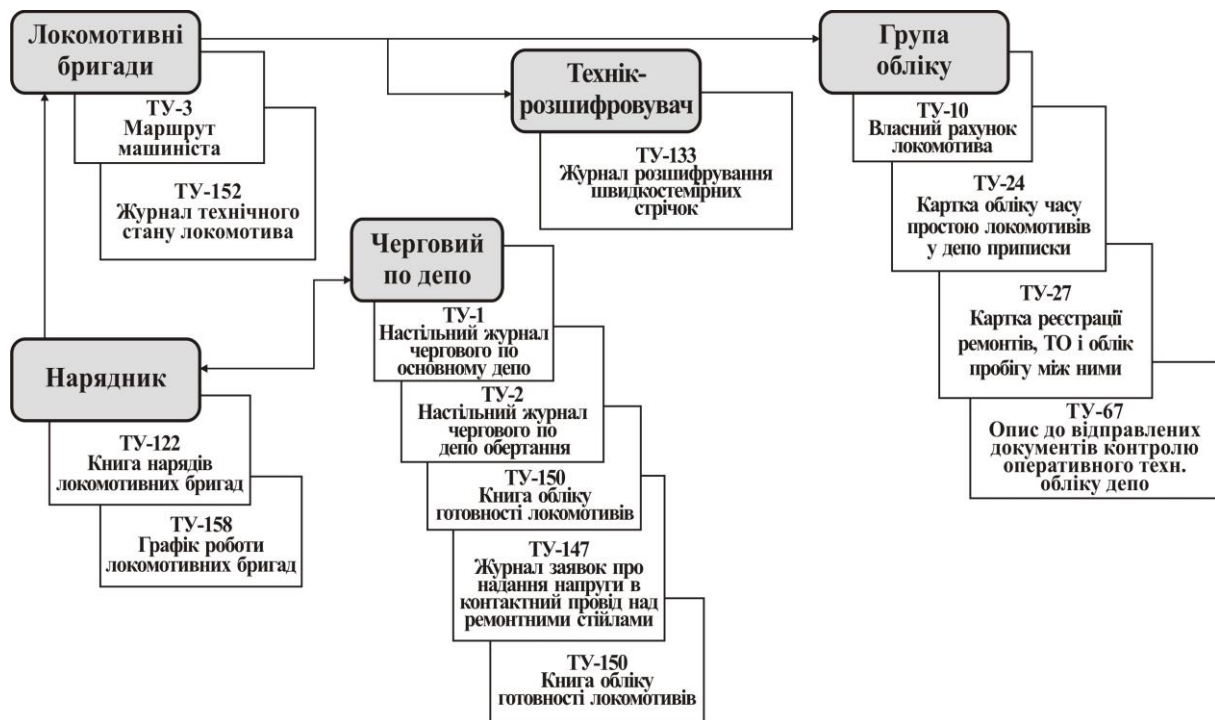 Локомотивні
бригади
ТУ-3
Маршрут
машиніста
ТУ-152
Журнал технічного
стану локомотива
Технік-
розшифровувач
ТУ-133
Журнал розшифрування
швидкостемірних
стрічок
Група
обліку
ТУ-10
Власний рахунок
локомотива
ТУ-24
Картка обліку часу
простою локомотивів
у депо приписки
ТУ-27
Картка реєстрації
ремонтів, ТО і облік
пробігу між ними
ТУ-67
Опис до відправлених
документів контролю
оперативного техн.
обліку депо
Черговий
по депо
ТУ-1
Настільний журнал
чергового по
основному депо
ТУ-2
Настільний журнал
чергового по
депо обертання
ТУ-150
Книга обліку
готовності локомотивів
ТУ-147
Журнал заявок про
надання напруги в
контактний провід над
ремонтними стійлами
ТУ-150
Книга обліку
готовності локомотивів
Нарядник
ТУ-122
Книга нарядів
локомотивних бригад
ТУ-158
Графік роботи
локомотивних бригад